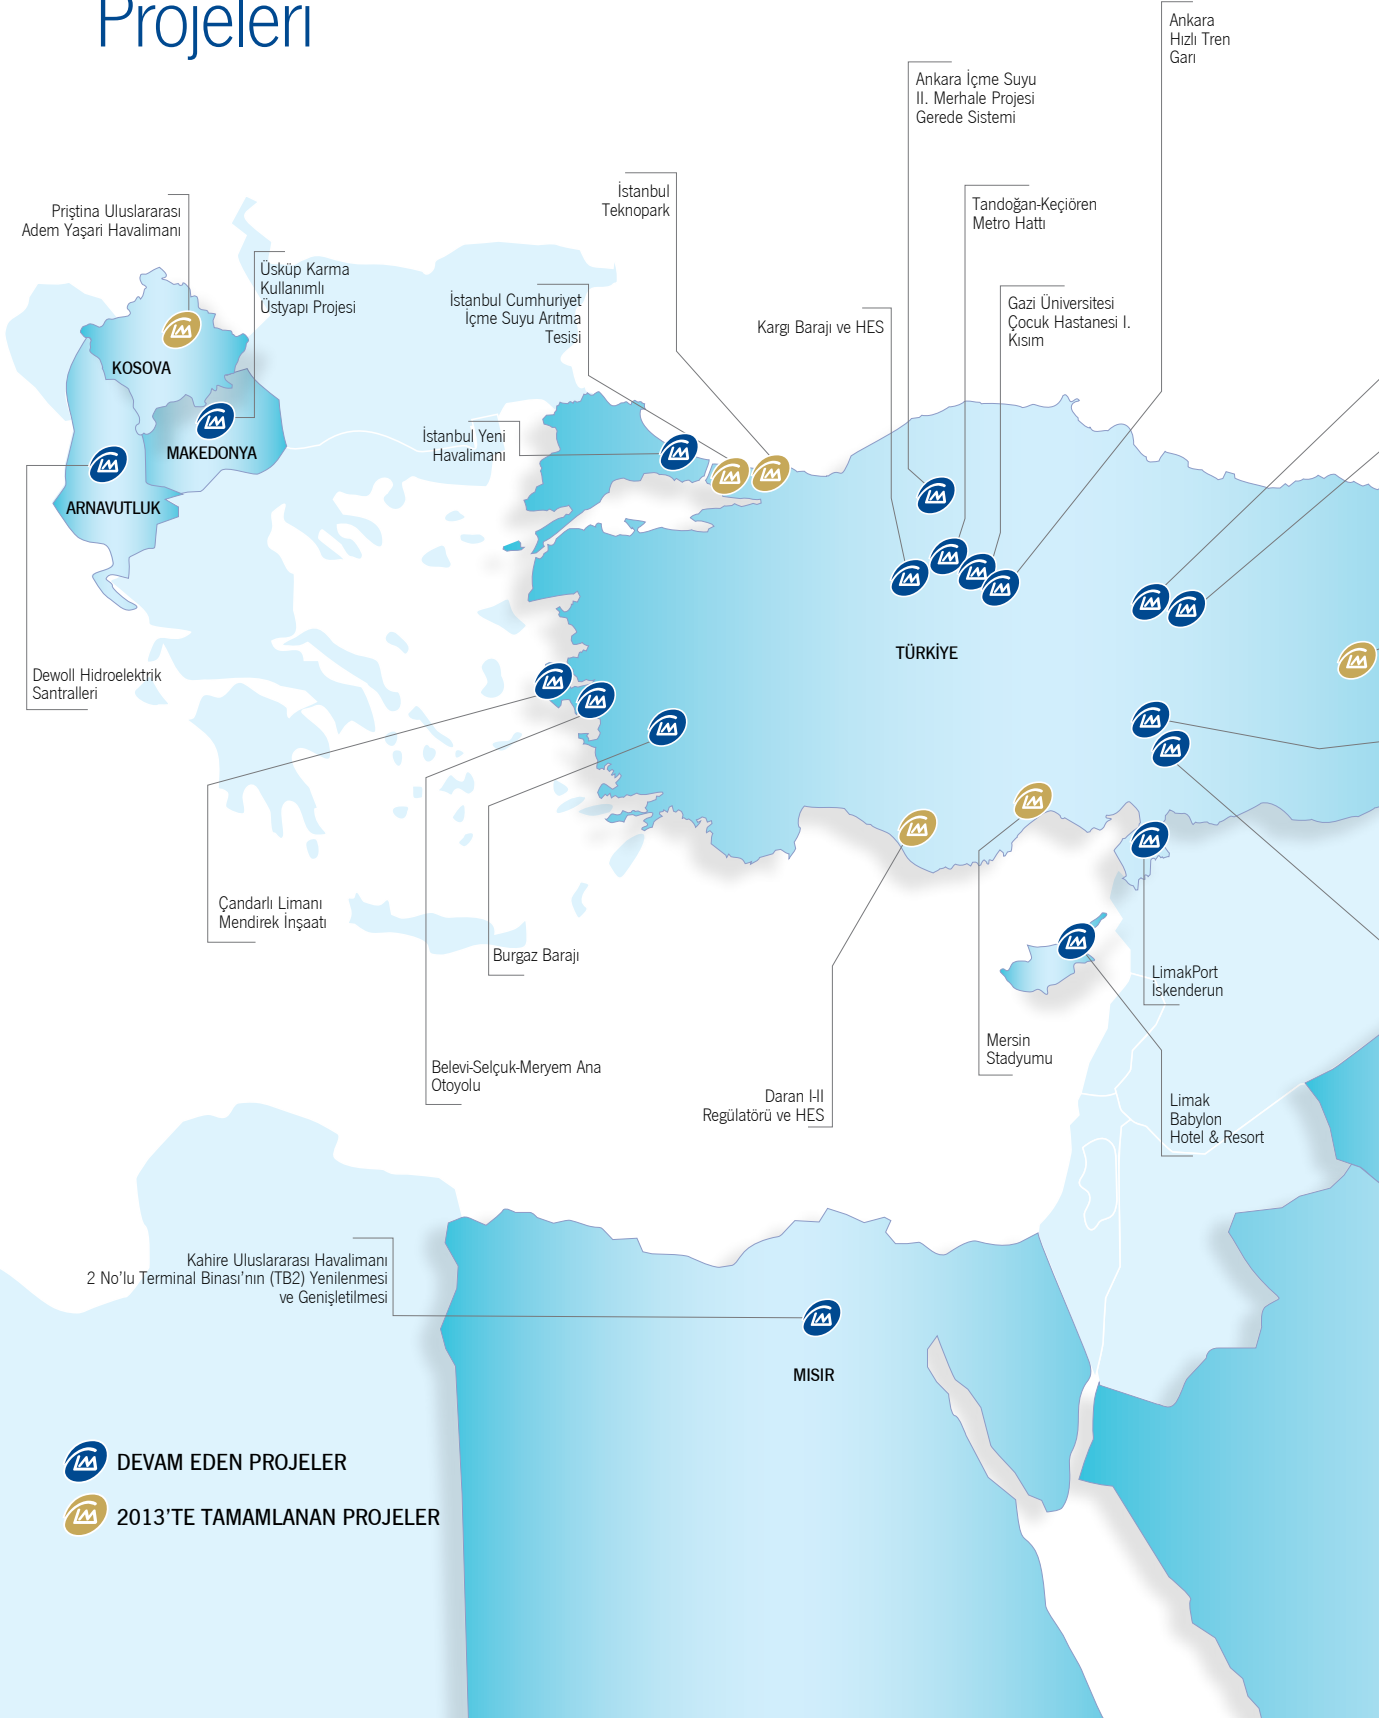 Projeleri
Ankara
Hızlı Tren
Garı
Ankara İçme Suyu
II. Merhale Projesi
Gerede Sistemi
İstanbul
Teknopark
Tandoğan-Keçiören
Metro Hattı
Priştina Uluslararası
Adem Yaşari Havalimanı
Üsküp Karma
Kullanımlı
Üstyapı Projesi
İstanbul Cumhuriyet
İçme Suyu Arıtma
Tesisi
Kargı Barajı ve HES
Gazi Üniversitesi
Çocuk Hastanesi I.
Kısım
KOSOVA
İstanbul Yeni
Havalimanı
MAKEDONYA
ARNAVUTLUK
TÜRKİYE
Dewoll Hidroelektrik
Santralleri
Çandarlı Limanı
Mendirek İnşaatı
Burgaz Barajı
LimakPort
İskenderun
Mersin
Stadyumu
Belevi-Selçuk-Meryem Ana
Otoyolu
Daran I-II
Regülatörü ve HES
Limak
Babylon
Hotel & Resort
Kahire Uluslararası Havalimanı
2 No'lu Terminal Binası'nın (TB2) Yenilenmesi
ve Genişletilmesi
MISIR
DEVAM EDEN PROJELER
2013'TE TAMAMLANAN PROJELER